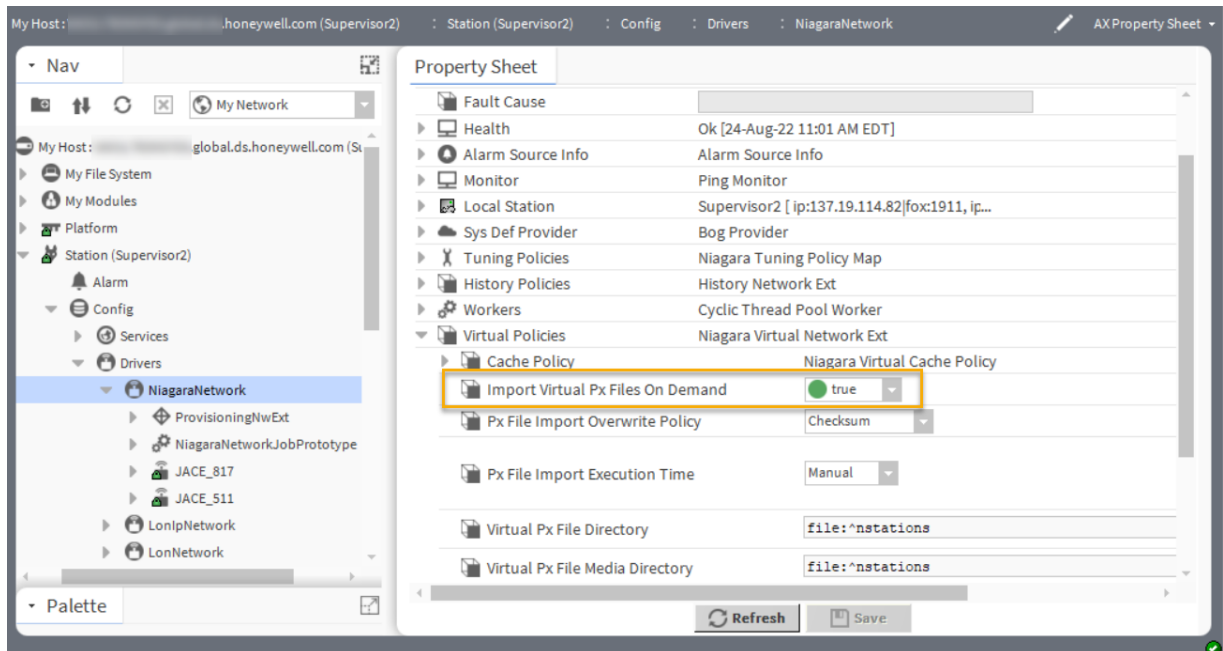 My Host : .honeywell.com (Supervisor2) : Station (Supervisor2) : Config : Drivers : NiagaraNetwork AX Property Sheet
Nav
My Network
My Host : .global.ds.honeywell.com (Su
My File System
My Modules
Platform
Station (Supervisor2)
Alarm
Config
Services
Drivers
NiagaraNetwork
ProvisioningNwExt
NiagaraNetworkJobPrototype
JACE_817
JACE_511
LonIpNetwork
LonNetwork
Palette
Property Sheet
Fault Cause
Health Ok [24-Aug-22 11:01 AM EDT]
Alarm Source Info Alarm Source Info
Monitor Ping Monitor
Local Station Supervisor2 [ ip:137.19.114.82|fox:1911, ip...
Sys Def Provider Bog Provider
Tuning Policies Niagara Tuning Policy Map
History Policies History Network Ext
Workers Cyclic Thread Pool Worker
Virtual Policies Niagara Virtual Network Ext
Cache Policy Niagara Virtual Cache Policy
Import Virtual Px Files On Demand true
Px File Import Overwrite Policy Checksum
Px File Import Execution Time Manual
Virtual Px File Directory file:^nstations
Virtual Px File Media Directory file:^nstations
Refresh Save